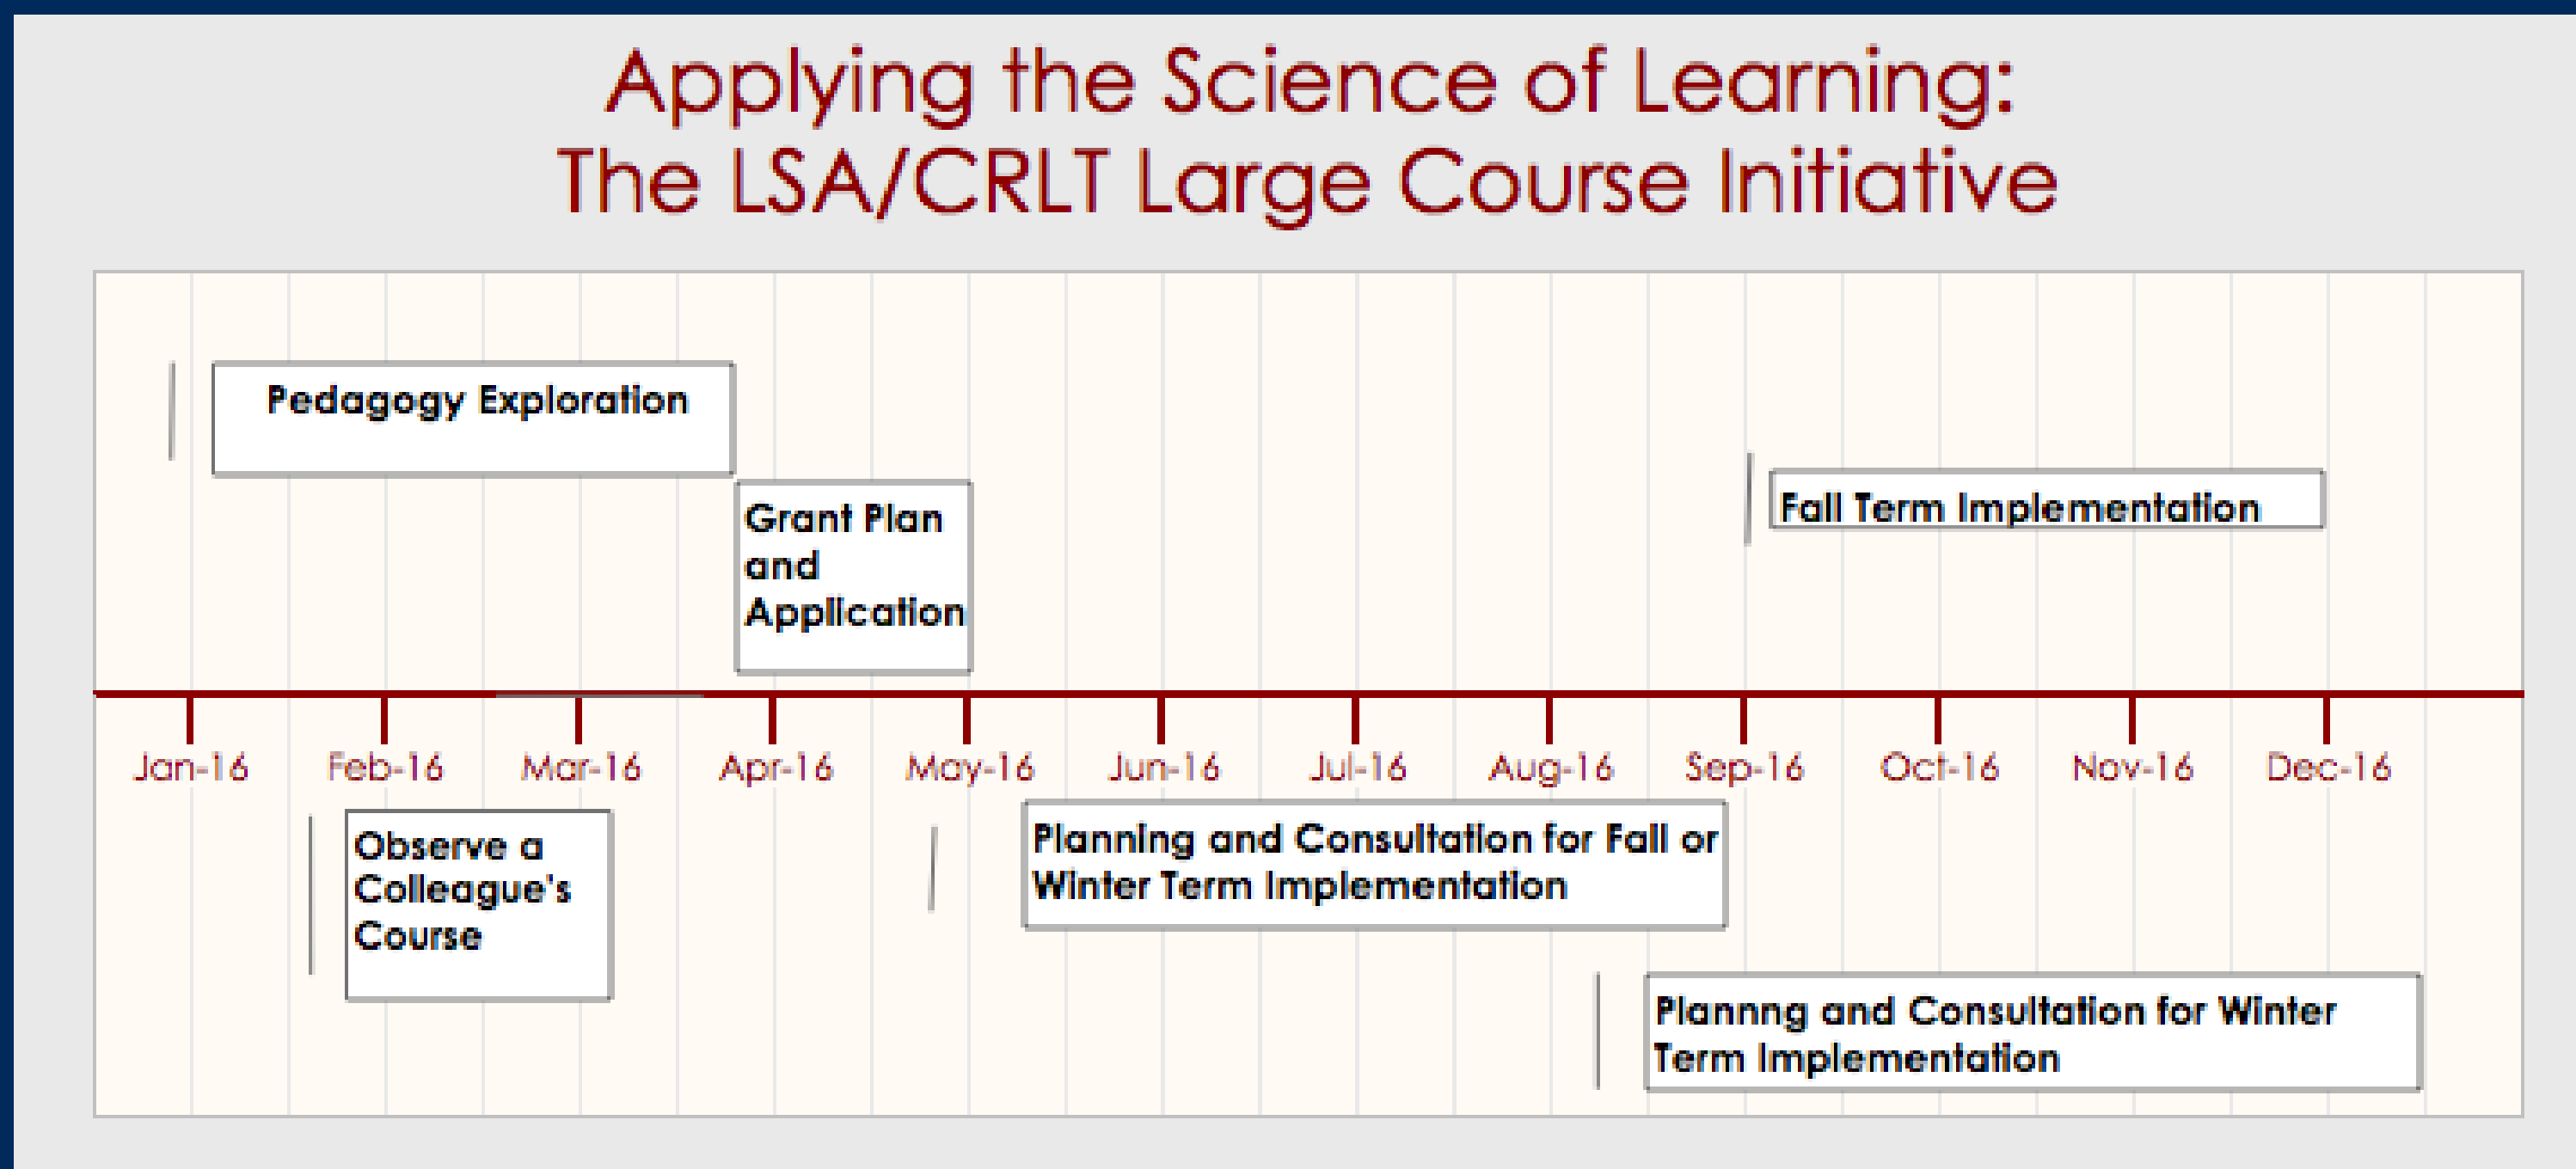 Applying the Science of Learning:
The LSA/CRLT Large Course Initiative
Pedagogy Exploration
Grant Plan
and
Application
Fall Term Implementation
Jan-16 Feb-16 Mar-16 Apr-16 May-16 Jun-16 Jul-16 Aug-16 Sep-16 Oct-16 Nov-16 Dec-16
Observe a
Colleague's
Course
Planning and Consultation for Fall or
Winter Term Implementation
Plannng and Consultation for Winter
Term Implementation